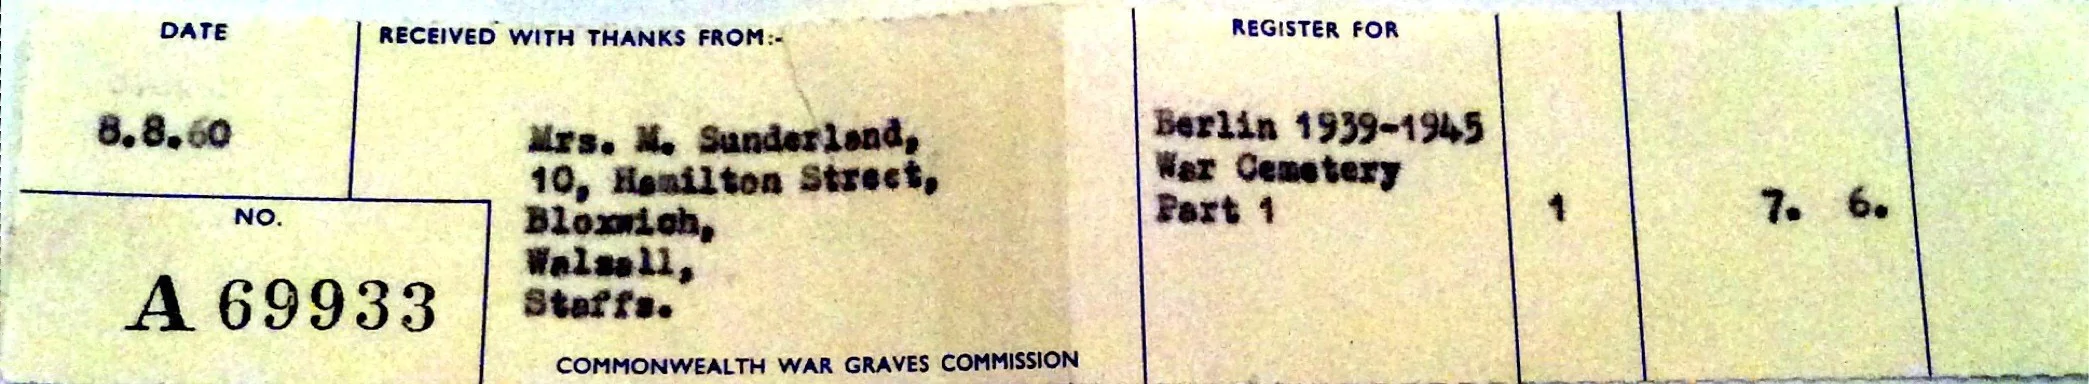 DATE
8.8.60
NO.
A 69933
RECEIVED WITH THANKS FROM:-
Mrs. M. Sunderland,
10, Hamilton Street,
Bloxwich,
Walsall,
Staffs.
COMMONWEALTH WAR GRAVES COMMISSION
REGISTER FOR
Berlin 1939-1945
War Cemetery
Part 1
1
7. 6.